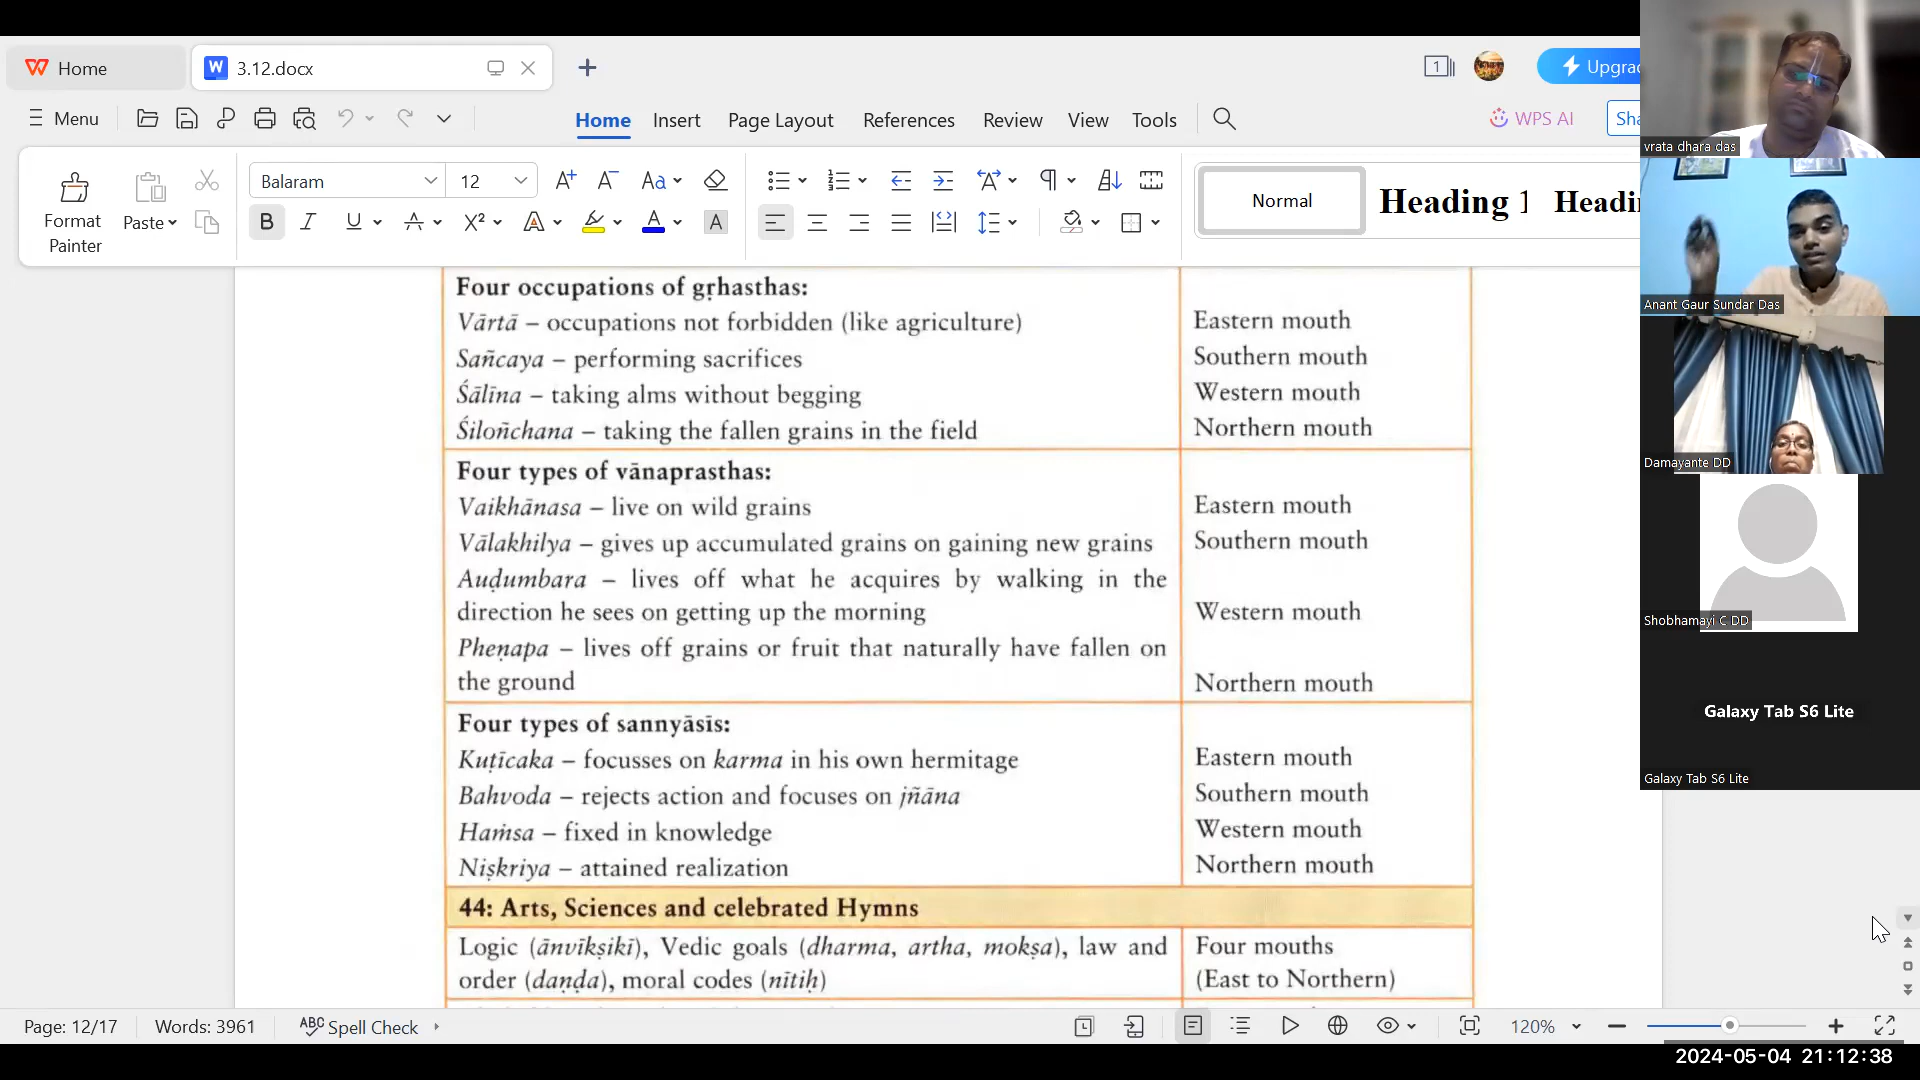 Home
3.12.docx
1
Upgra
Menu
Home Insert Page Layout References Review View Tools
WPS AI
Sha
Format
Painter
Paste
Balaram
12
Normal
Heading 1
Headi
Four occupations of gṛhasthas:
Vārtā – occupations not forbidden (like agriculture) Eastern mouth
Sañcaya – performing sacrifices Southern mouth
Śālīna – taking alms without begging Western mouth
Śiloñchana – taking the fallen grains in the field Northern mouth
Four types of vānaprasthas:
Vaikhānasa – live on wild grains Eastern mouth
Vālakhilya – gives up accumulated grains on gaining new grains Southern mouth
Auḍumbara – lives off what he acquires by walking in the
direction he sees on getting up the morning Western mouth
Pheṇapa – lives off grains or fruit that naturally have fallen on
the ground Northern mouth
Four types of sannyāsīs:
Kuṭīcaka – focusses on karma in his own hermitage Eastern mouth
Bahvoda – rejects action and focuses on jñāna Southern mouth
Haṁsa – fixed in knowledge Western mouth
Niṣkriya – attained realization Northern mouth
44: Arts, Sciences and celebrated Hymns
Logic (ānvīkṣikī), Vedic goals (dharma, artha, mokṣa), law and Four mouths
order (daṇḍa), moral codes (nītiḥ) (East to Northern)
Page: 12/17 Words: 3961 Spell Check 120%
vrata dhara das
Anant Gaur Sundar Das
Damayante DD
Shobhamayi C DD
Galaxy Tab S6 Lite
Galaxy Tab S6 Lite
2024-05-04 21:12:38